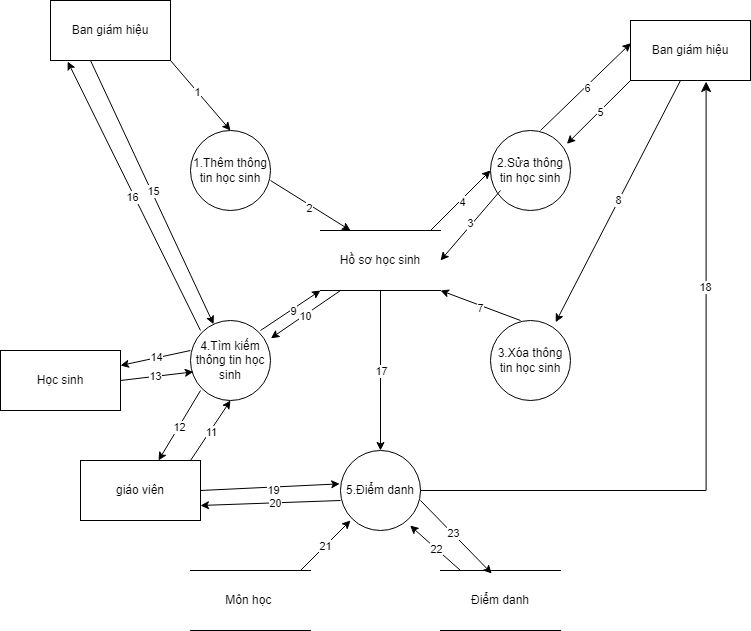 Ban giám hiệu
Ban giám hiệu
6
1
5
1.Thêm thông
tin học sinh
2.Sửa thông
tin học sinh
15
16
2
4
8
3
Hồ sơ học sinh
18
9
10
7
4.Tìm kiếm
thông tin học
sinh
3.Xóa thông
tin học sinh
14
13
Học sinh
17
12
11
giáo viên
19
20
5.Điểm danh
21
22
23
Môn học
Điểm danh